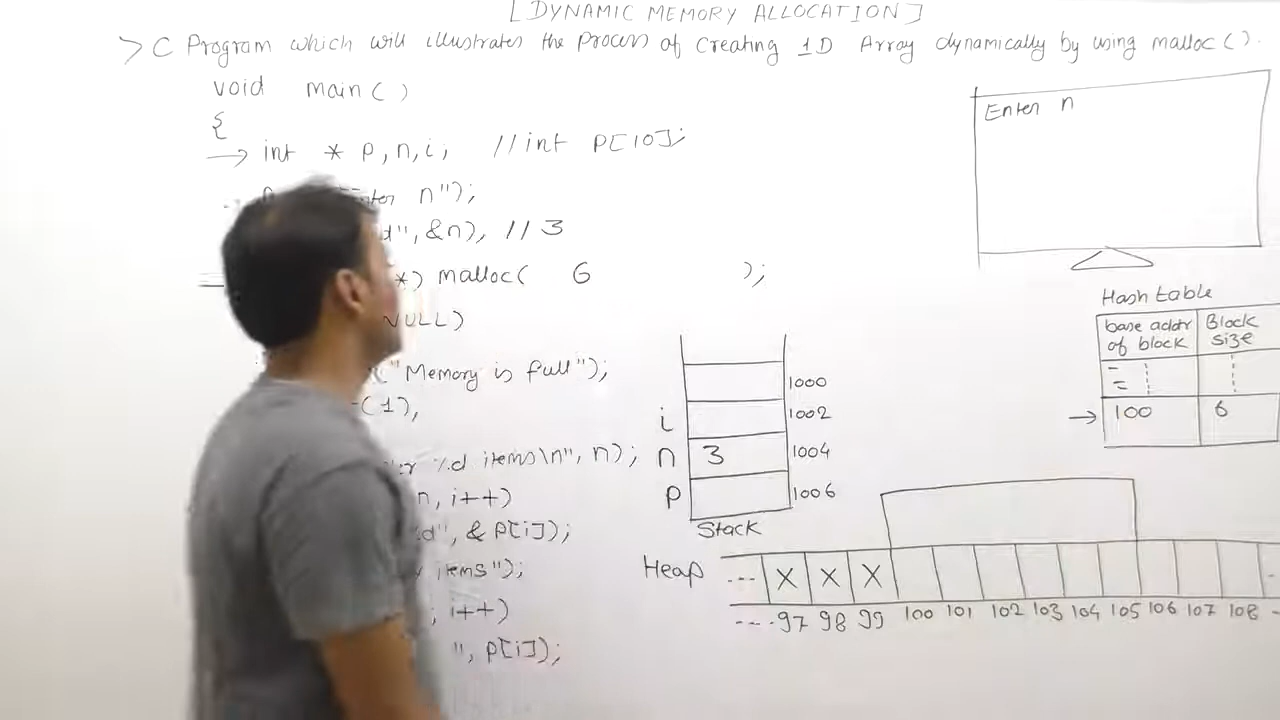 [DYNAMIC MEMORY ALLOCATION]
> C Program which will illustrates the process of creating 1D Array dynamically by using malloc().
void main()
{
→ int * p,n,i; //int p[10];
n");
",&n), //3
*) malloc( 6 );
NULL)
"Memory is full");
(1),
%d items\n", n);
n, i++)
d", &p[i]);
items");
; i++)
", p[i]);
Enter n
Hash table
base addr of block
Block size
→ 100
6
1000
i 1002
n 3 1004
p 1006
Stack
Heap --- X X X
----97 98 99 100 101 102 103 104 105 106 107 108 -